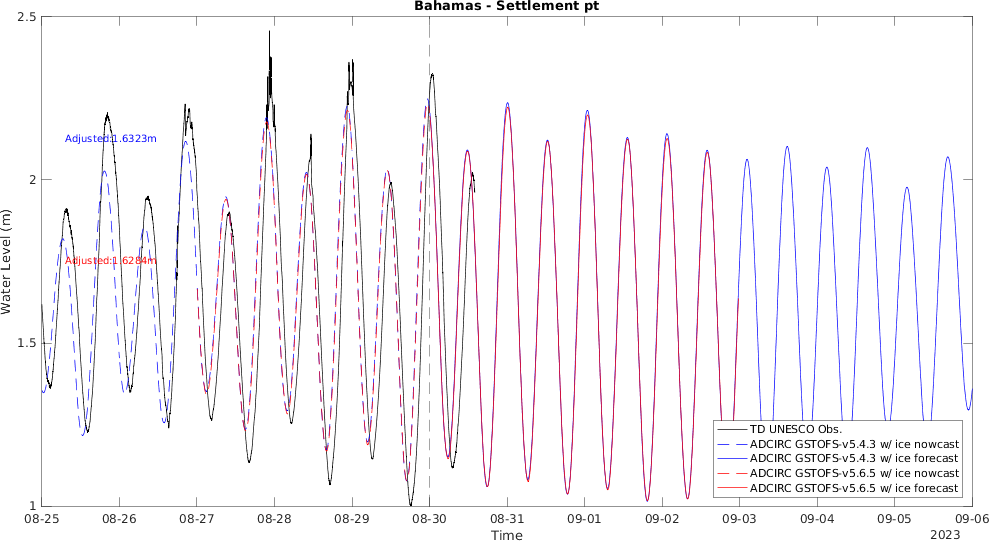 Bahamas - Settlement pt
2.5
2
1.5
1
Water Level (m)
Adjusted:1.6323m
Adjusted:1.6284m
TD UNESCO Obs.
ADCIRC GSTOFS-v5.4.3 w/ ice nowcast
ADCIRC GSTOFS-v5.4.3 w/ ice forecast
ADCIRC GSTOFS-v5.6.5 w/ ice nowcast
ADCIRC GSTOFS-v5.6.5 w/ ice forecast
08-25 08-26 08-27 08-28 08-29 08-30 08-31 09-01 09-02 09-03 09-04 09-05 09-06
Time
2023